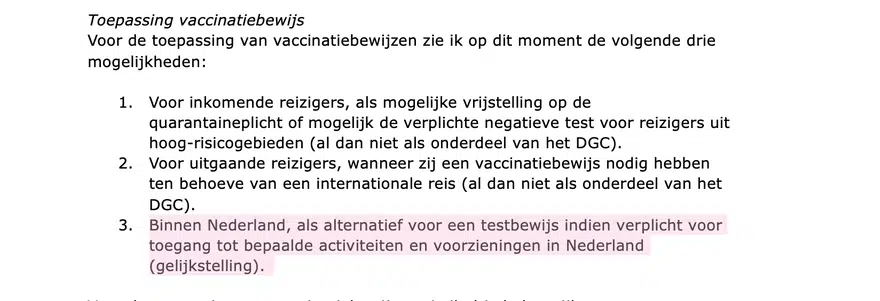 Toepassing vaccinatiebewijs
Voor de toepassing van vaccinatiebewijzen zie ik op dit moment de volgende drie
mogelijkheden:
1. Voor inkomende reizigers, als mogelijke vrijstelling op de
quarantaineplicht of mogelijk de verplichte negatieve test voor reizigers uit
hoog-risicogebieden (al dan niet als onderdeel van het DGC).
2. Voor uitgaande reizigers, wanneer zij een vaccinatiebewijs nodig hebben
ten behoeve van een internationale reis (al dan niet als onderdeel van het
DGC).
3. Binnen Nederland, als alternatief voor een testbewijs indien verplicht voor
toegang tot bepaalde activiteiten en voorzieningen in Nederland
(gelijkstelling).